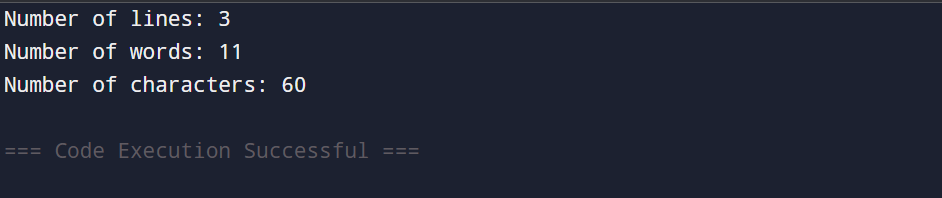 Number of lines: 3
Number of words: 11
Number of characters: 60
=== Code Execution Successful ===